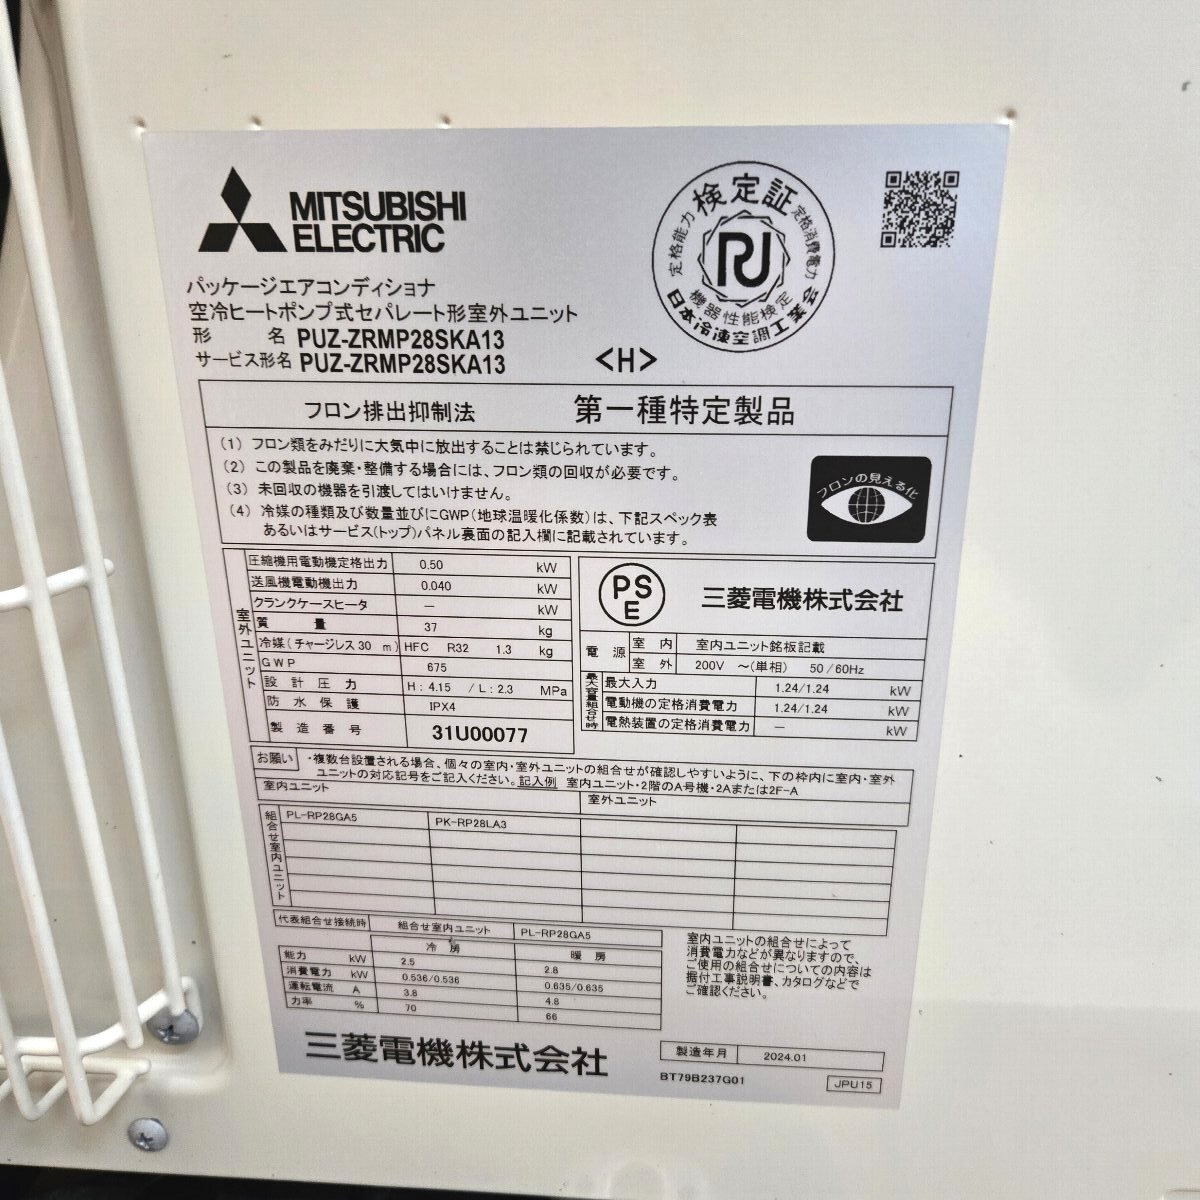 MITSUBISHI
ELECTRIC
検定証
定格能力
定格消費電力
機器性能検定
パッケージエアコンディショナ
空冷ヒートポンプ式セパレート形室外ユニット
形 名 PUZ-ZRMP28SKA13
サービス形名 PUZ-ZRMP28SKA13 <H>
フロン排出抑制法 第一種特定製品
(1) フロン類をみだりに大気中に放出することは禁じられています。
(2) この製品を廃棄・整備する場合には、フロン類の回収が必要です。
(3) 未回収の機器を引渡してはいけません。
(4) 冷媒の種類及び数量並びにGWP(地球温暖化係数)は、下記スペック表
あるいはサービス(トップ)パネル裏面の記入欄に記載されています。
フロンの見える化
室外ユニット
圧縮機用電動機定格出力 0.50 kW
送風機電動機出力 0.040 kW
クランクケースヒータ — kW
質 量 37 kg
冷媒(チャージレス30 m) HFC R32 1.3 kg
GWP 675
設計圧力 H:4.15 /L:2.3 MPa
防水保護 IPX4
製造番号 31U00077
PSE 三菱電機株式会社
電源 室内 室内ユニット銘板記載
室外 200V ～(単相) 50/60Hz
最大容量組合せ時
最大入力 1.24/1.24 kW
電動機の定格消費電力 1.24/1.24 kW
電熱装置の定格消費電力 — kW
お願い ・複数台設置される場合、個々の室内・室外ユニットの組合せが確認しやすいように、下の枠内に室内・室外
ユニットの対応記号をご記入ください。記入例 室内ユニット・2階のA号機・2Aまたは2F-A
室内ユニット 室外ユニット
組合せ室内ユニット
PL-RP28GA5 PK-RP28LA3
代表組合せ接続時 組合せ室内ユニット PL-RP28GA5
冷房 暖房
能力 kW 2.5 2.8
消費電力 kW 0.536/0.536 0.635/0.635
運転電流 A 3.8 4.8
力率 % 70 66
室内ユニットの組合せによって
消費電力などが異なりますので、
ご使用の組合せについての内容は
据付工事説明書、カタログなどで
ご確認ください。
三菱電機株式会社
製造年月 2024.01
BT79B237G01 JPU15